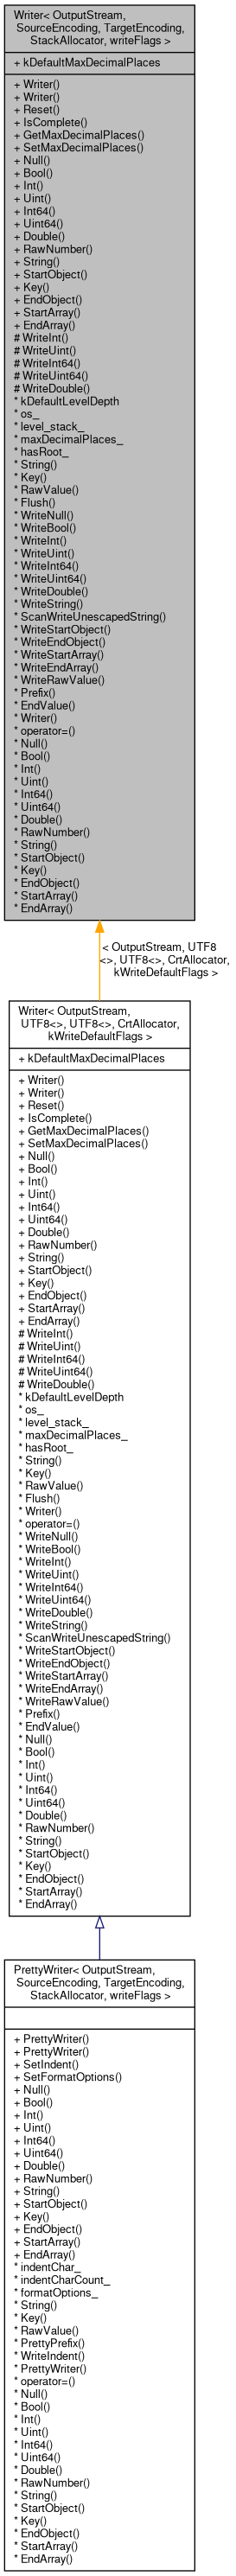 Writer< OutputStream,
SourceEncoding, TargetEncoding,
StackAllocator, writeFlags >
+ kDefaultMaxDecimalPlaces
+ Writer()
+ Writer()
+ Reset()
+ IsComplete()
+ GetMaxDecimalPlaces()
+ SetMaxDecimalPlaces()
+ Null()
+ Bool()
+ Int()
+ Uint()
+ Int64()
+ Uint64()
+ Double()
+ RawNumber()
+ String()
+ StartObject()
+ Key()
+ EndObject()
+ StartArray()
+ EndArray()
# WriteInt()
# WriteUint()
# WriteInt64()
# WriteUint64()
# WriteDouble()
* kDefaultLevelDepth
* os_
* level_stack_
* maxDecimalPlaces_
* hasRoot_
* String()
* Key()
* RawValue()
* Flush()
* WriteNull()
* WriteBool()
* WriteInt()
* WriteUint()
* WriteInt64()
* WriteUint64()
* WriteDouble()
* WriteString()
* ScanWriteUnescapedString()
* WriteStartObject()
* WriteEndObject()
* WriteStartArray()
* WriteEndArray()
* WriteRawValue()
* Prefix()
* EndValue()
* Writer()
* operator=()
* Null()
* Bool()
* Int()
* Uint()
* Int64()
* Uint64()
* Double()
* RawNumber()
* String()
* StartObject()
* Key()
* EndObject()
* StartArray()
* EndArray()
< OutputStream, UTF8
<>, UTF8<>, CrtAllocator,
kWriteDefaultFlags >
Writer< OutputStream,
UTF8<>, UTF8<>, CrtAllocator,
kWriteDefaultFlags >
+ kDefaultMaxDecimalPlaces
+ Writer()
+ Writer()
+ Reset()
+ IsComplete()
+ GetMaxDecimalPlaces()
+ SetMaxDecimalPlaces()
+ Null()
+ Bool()
+ Int()
+ Uint()
+ Int64()
+ Uint64()
+ Double()
+ RawNumber()
+ String()
+ StartObject()
+ Key()
+ EndObject()
+ StartArray()
+ EndArray()
# WriteInt()
# WriteUint()
# WriteInt64()
# WriteUint64()
# WriteDouble()
* kDefaultLevelDepth
* os_
* level_stack_
* maxDecimalPlaces_
* hasRoot_
* String()
* Key()
* RawValue()
* Flush()
* Writer()
* operator=()
* WriteNull()
* WriteBool()
* WriteInt()
* WriteUint()
* WriteInt64()
* WriteUint64()
* WriteDouble()
* WriteString()
* ScanWriteUnescapedString()
* WriteStartObject()
* WriteEndObject()
* WriteStartArray()
* WriteEndArray()
* WriteRawValue()
* Prefix()
* EndValue()
* Null()
* Bool()
* Int()
* Uint()
* Int64()
* Uint64()
* Double()
* RawNumber()
* String()
* StartObject()
* Key()
* EndObject()
* StartArray()
* EndArray()
PrettyWriter< OutputStream,
SourceEncoding, TargetEncoding,
StackAllocator, writeFlags >
+ PrettyWriter()
+ PrettyWriter()
+ SetIndent()
+ SetFormatOptions()
+ Null()
+ Bool()
+ Int()
+ Uint()
+ Int64()
+ Uint64()
+ Double()
+ RawNumber()
+ String()
+ StartObject()
+ Key()
+ EndObject()
+ StartArray()
+ EndArray()
* indentChar_
* indentCharCount_
* formatOptions_
* String()
* Key()
* RawValue()
* PrettyPrefix()
* WriteIndent()
* PrettyWriter()
* operator=()
* Null()
* Bool()
* Int()
* Uint()
* Int64()
* Uint64()
* Double()
* RawNumber()
* String()
* StartObject()
* Key()
* EndObject()
* StartArray()
* EndArray()